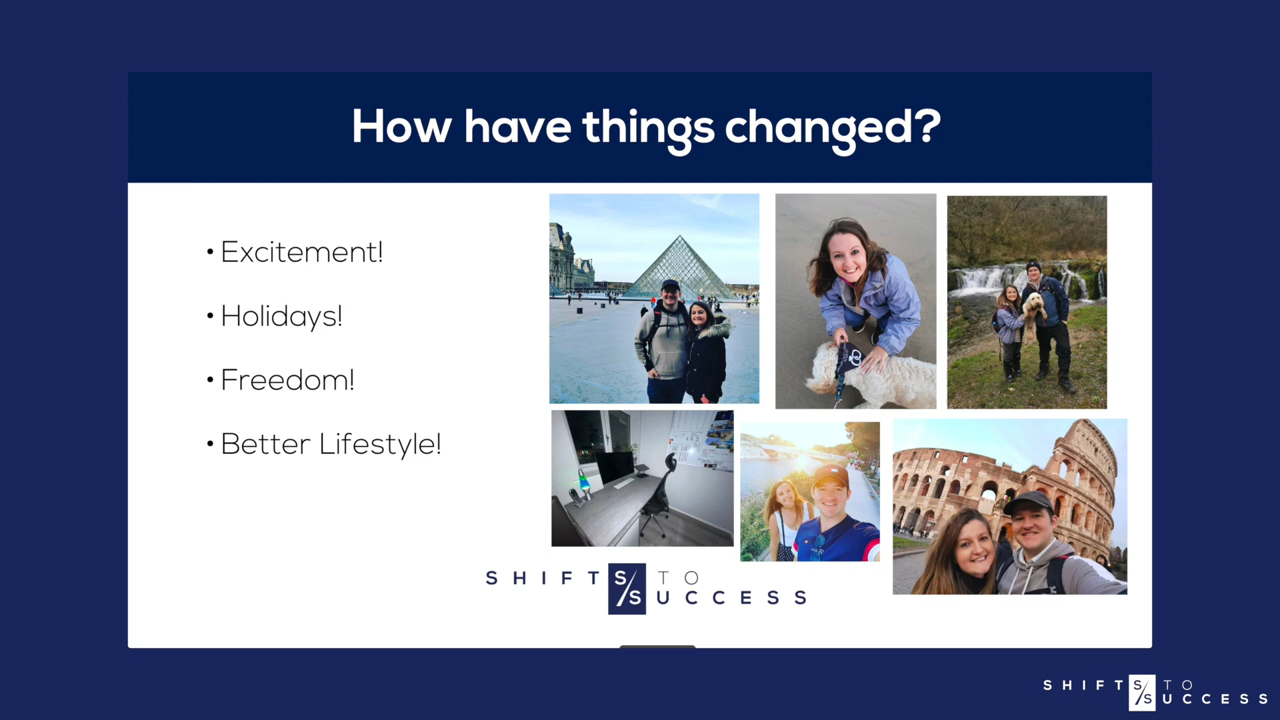 How have things changed?
• Excitement!
• Holidays!
• Freedom!
• Better Lifestyle!
SHIFTS TO
S/S
SUCCESS
SHIFTS TO
S/S
SUCCESS